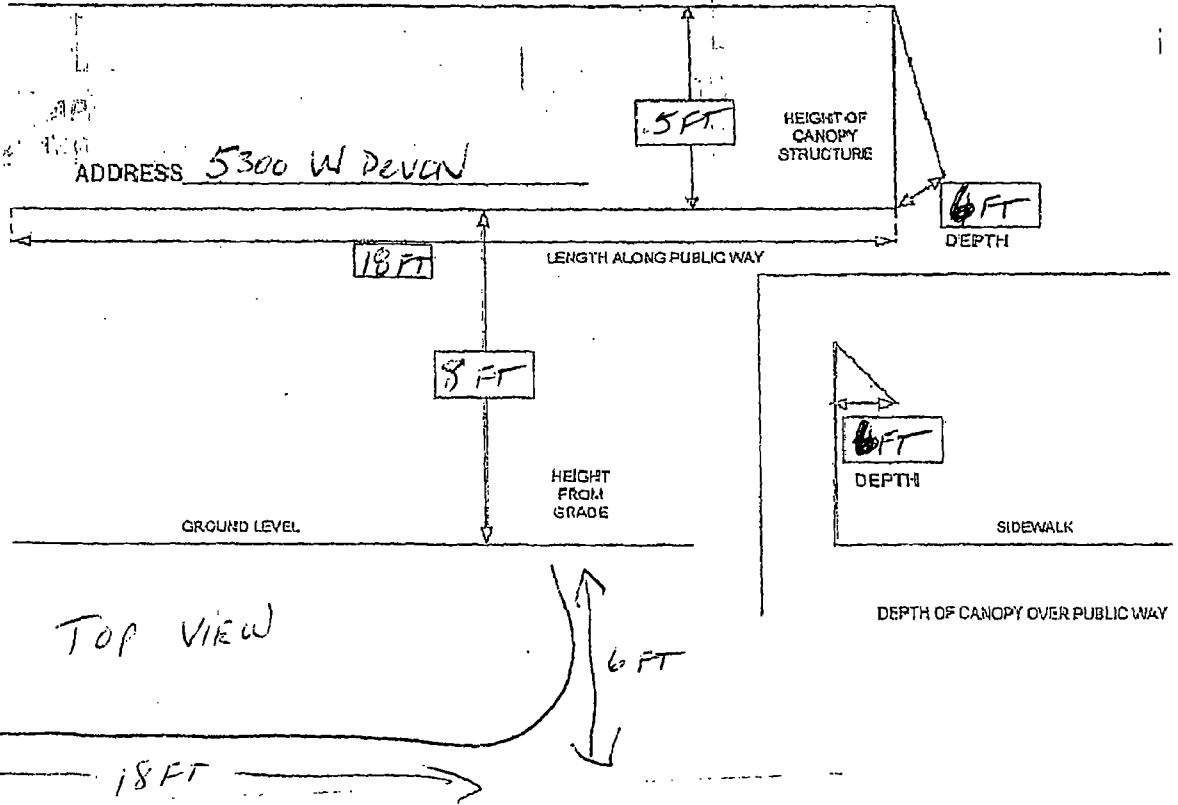 .5 FT.
HEIGHT OF
CANOPY
STRUCTURE
ADDRESS 5300 W DEVON
6 FT
DEPTH
18 FT
LENGTH ALONG PUBLIC WAY
8 FT
6 FT
DEPTH
HEIGHT
FROM
GRADE
GROUND LEVEL
SIDEWALK
DEPTH OF CANOPY OVER PUBLIC WAY
TOP VIEW
6 FT
18 FT